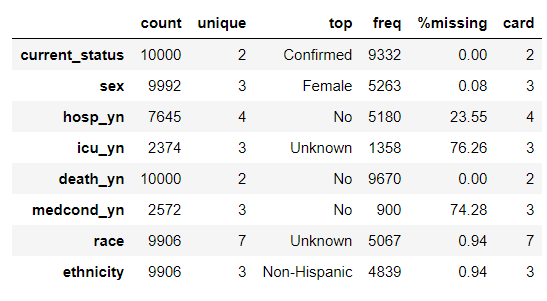 count unique top freq %missing card
current_status 10000 2 Confirmed 9332 0.00 2
sex 9992 3 Female 5263 0.08 3
hosp_yn 7645 4 No 5180 23.55 4
icu_yn 2374 3 Unknown 1358 76.26 3
death_yn 10000 2 No 9670 0.00 2
medcond_yn 2572 3 No 900 74.28 3
race 9906 7 Unknown 5067 0.94 7
ethnicity 9906 3 Non-Hispanic 4839 0.94 3